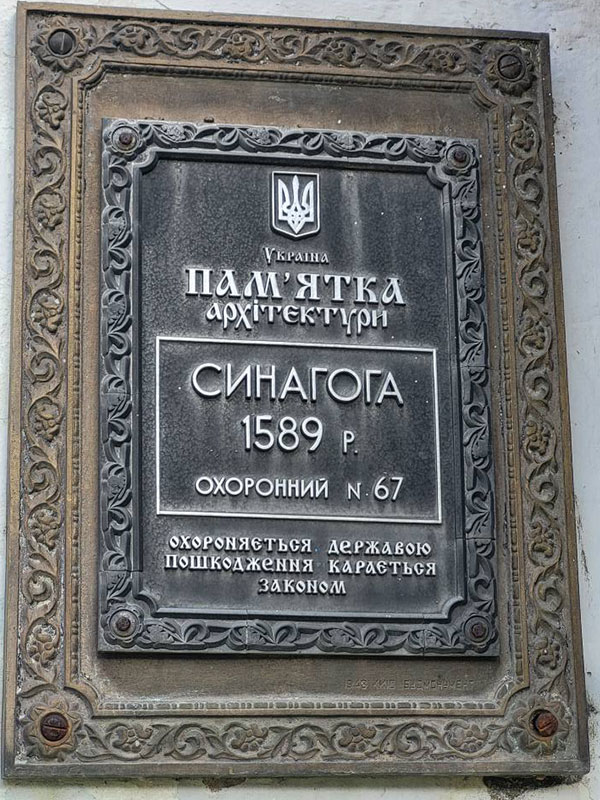 Україна
ПАМ'ЯТКА
архітектури
СИНАГОГА
1589 Р.
ОХОРОННИЙ N. 67
ОХОРОНЯЄТЬСЯ ДЕРЖАВОЮ
ПОШКОДЖЕННЯ КАРАЄТЬСЯ
ЗАКОНОМ